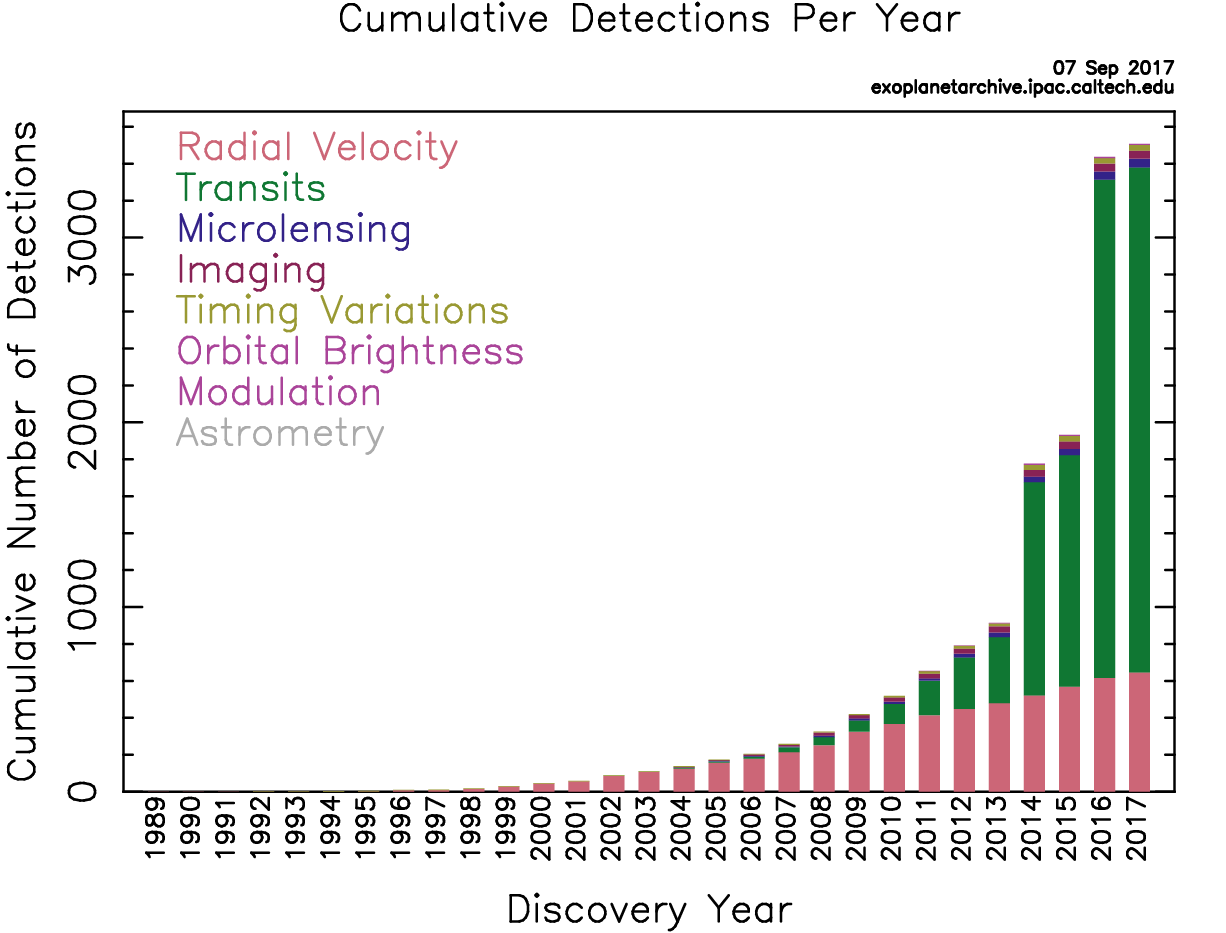 Cumulative Detections Per Year
07 Sep 2017
exoplanetarchive.ipac.caltech.edu
Radial Velocity
Transits
Microlensing
Imaging
Timing Variations
Orbital Brightness
Modulation
Astrometry
Cumulative Number of Detections
3000
2000
1000
0
1989 1990 1991 1992 1993 1994 1995 1996 1997 1998 1999 2000 2001 2002 2003 2004 2005 2006 2007 2008 2009 2010 2011 2012 2013 2014 2015 2016 2017
Discovery Year